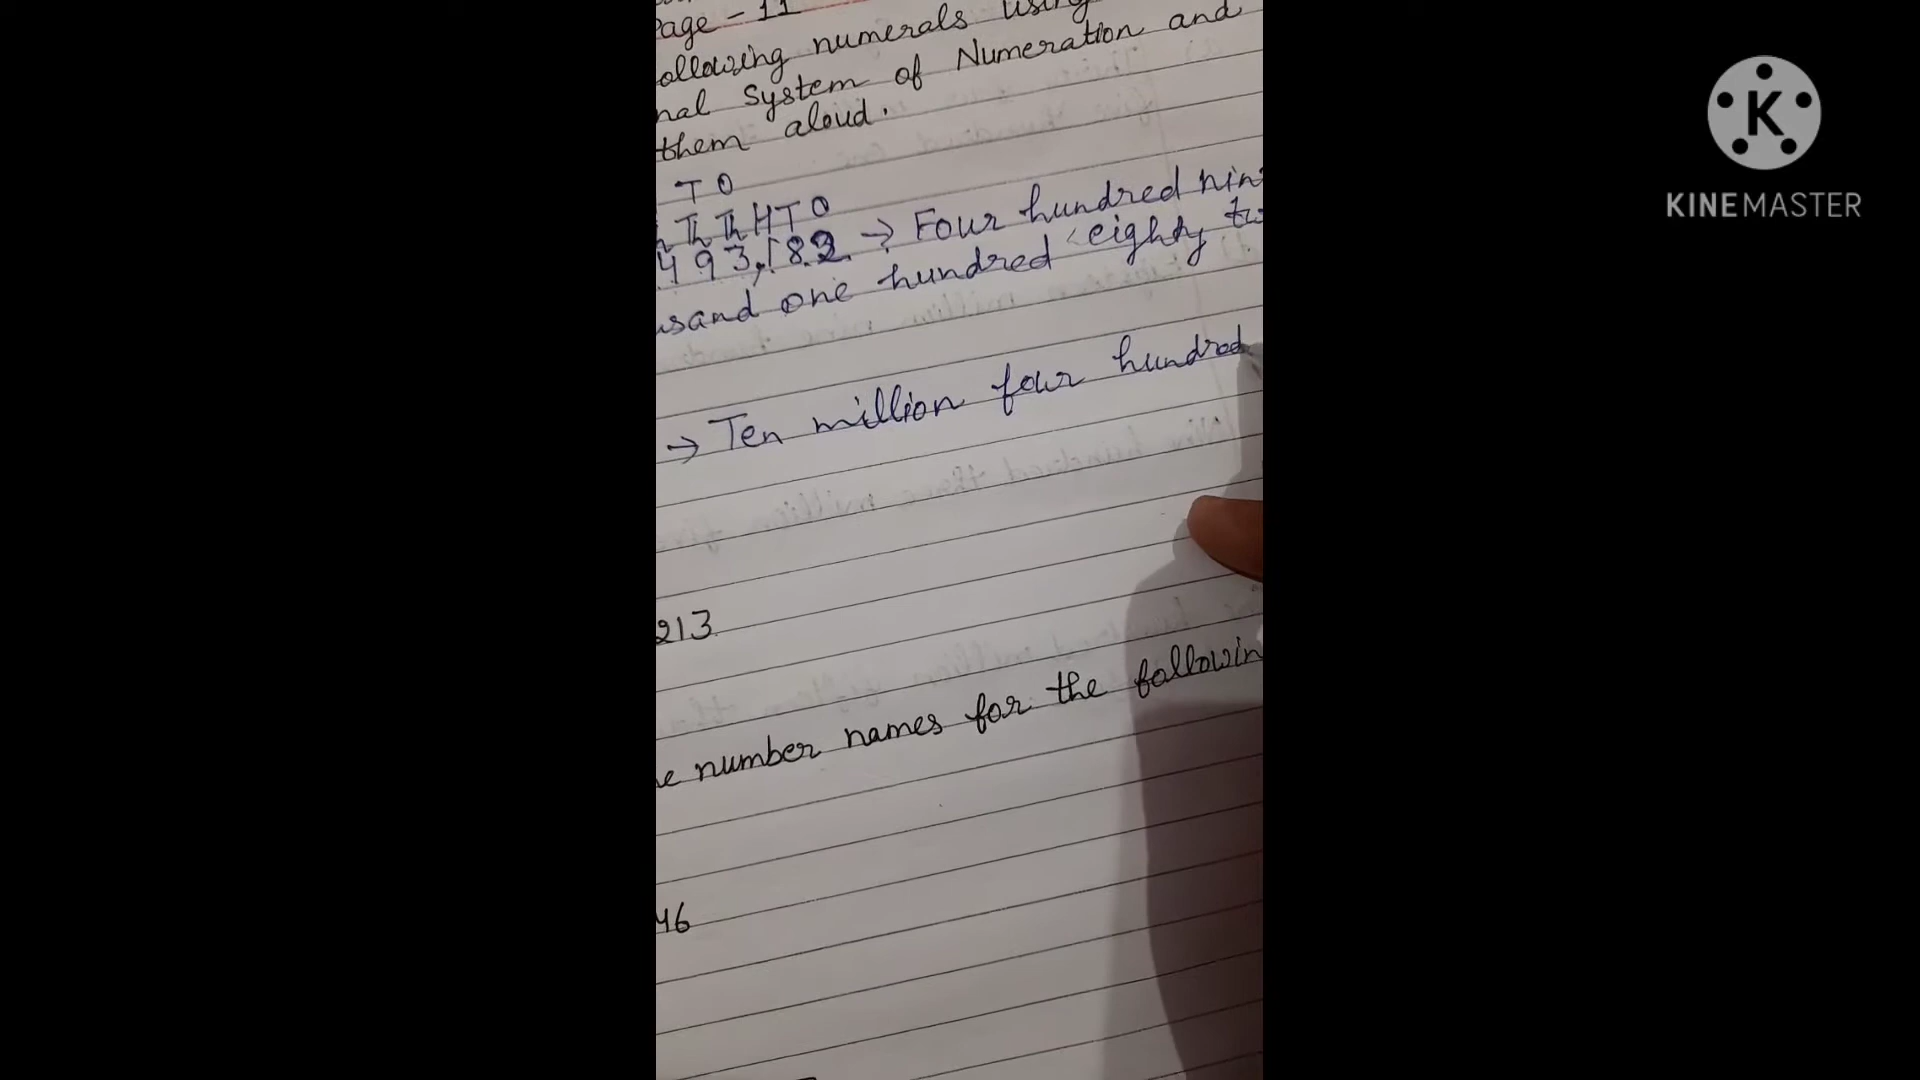 Page - 11
ollowing numerals using
nal System of Numeration and
them aloud.
T O
Th Th H T O
493,182 → Four hundred nin
usand one hundred eighty tw
→ Ten million four hundred
213
e number names for the followin
46
K
KINEMASTER